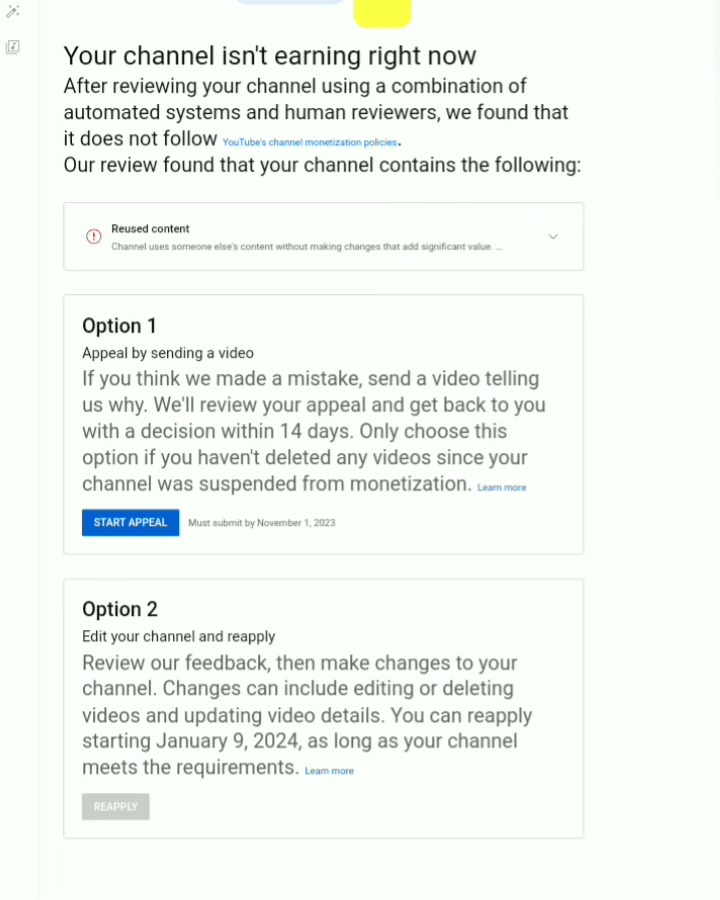 Your channel isn't earning right now
After reviewing your channel using a combination of
automated systems and human reviewers, we found that
it does not follow YouTube's channel monetization policies.
Our review found that your channel contains the following:
Reused content
Channel uses someone else's content without making changes that add significant value. ...
Option 1
Appeal by sending a video
If you think we made a mistake, send a video telling
us why. We'll review your appeal and get back to you
with a decision within 14 days. Only choose this
option if you haven't deleted any videos since your
channel was suspended from monetization. Learn more
START APPEAL Must submit by November 1, 2023
Option 2
Edit your channel and reapply
Review our feedback, then make changes to your
channel. Changes can include editing or deleting
videos and updating video details. You can reapply
starting January 9, 2024, as long as your channel
meets the requirements. Learn more
REAPPLY